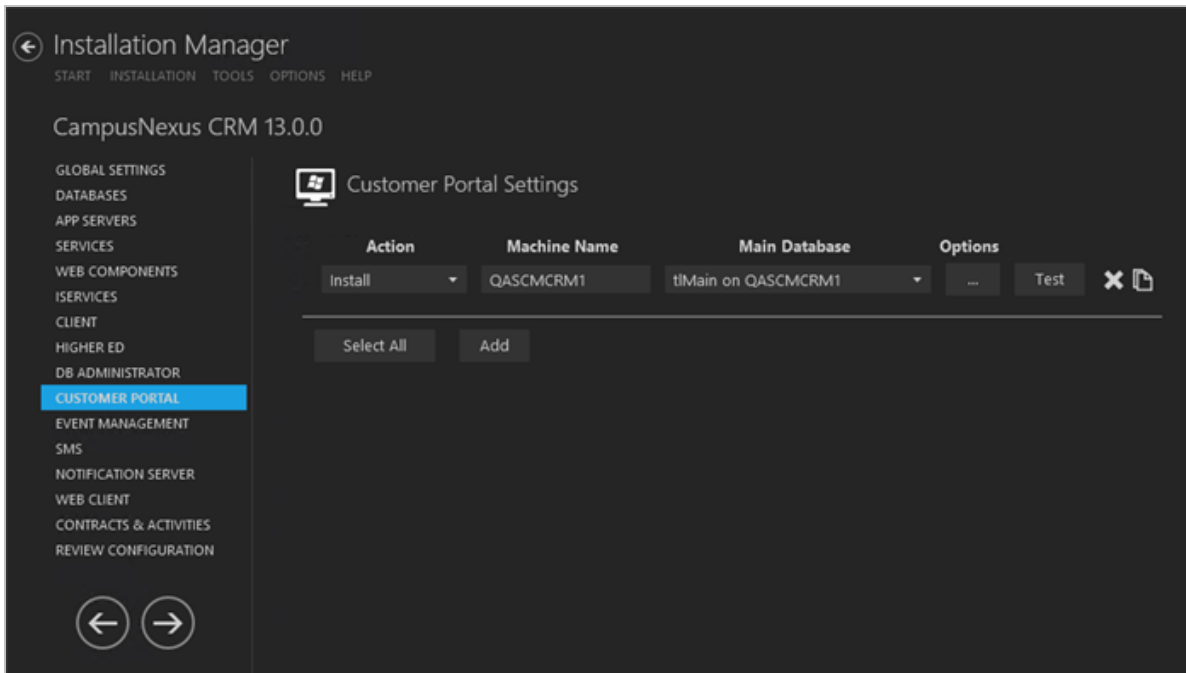 Installation Manager
START INSTALLATION TOOLS OPTIONS HELP
CampusNexus CRM 13.0.0
GLOBAL SETTINGS
DATABASES
APP SERVERS
SERVICES
WEB COMPONENTS
ISERVICES
CLIENT
HIGHER ED
DB ADMINISTRATOR
CUSTOMER PORTAL
EVENT MANAGEMENT
SMS
NOTIFICATION SERVER
WEB CLIENT
CONTRACTS & ACTIVITIES
REVIEW CONFIGURATION
Customer Portal Settings
Action Machine Name Main Database Options
Install QASCMCRM1 tlMain on QASCMCRM1 ... Test
Select All Add